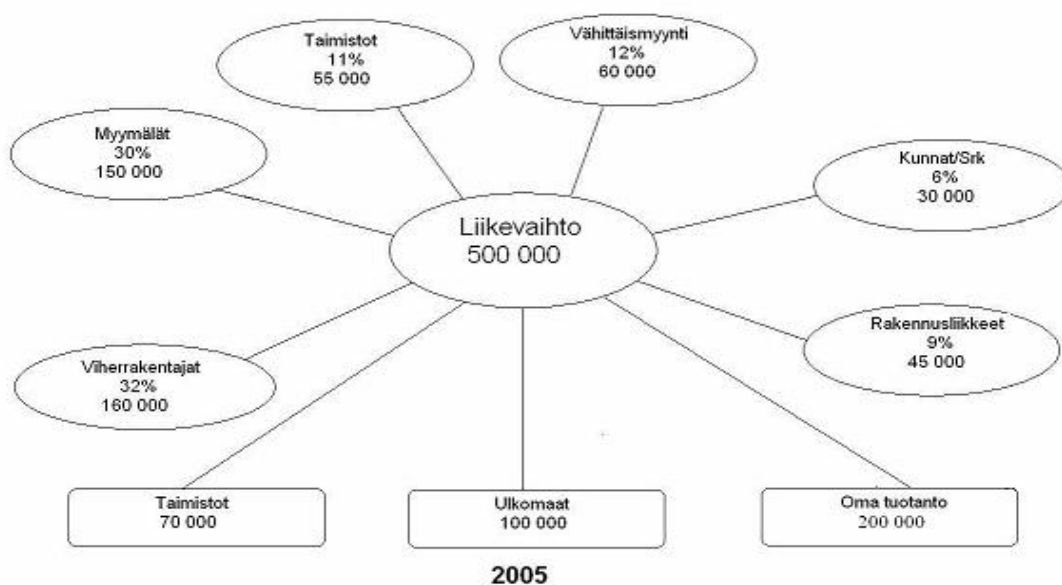 Taimistot
11%
55 000
Vähittäismyynti
12%
60 000
Myymälät
30%
150 000
Kunnat/Srk
6%
30 000
Liikevaihto
500 000
Viherrakentajat
32%
160 000
Rakennusliikkeet
9%
45 000
Taimistot
70 000
Ulkomaat
100 000
Oma tuotanto
200 000
2005